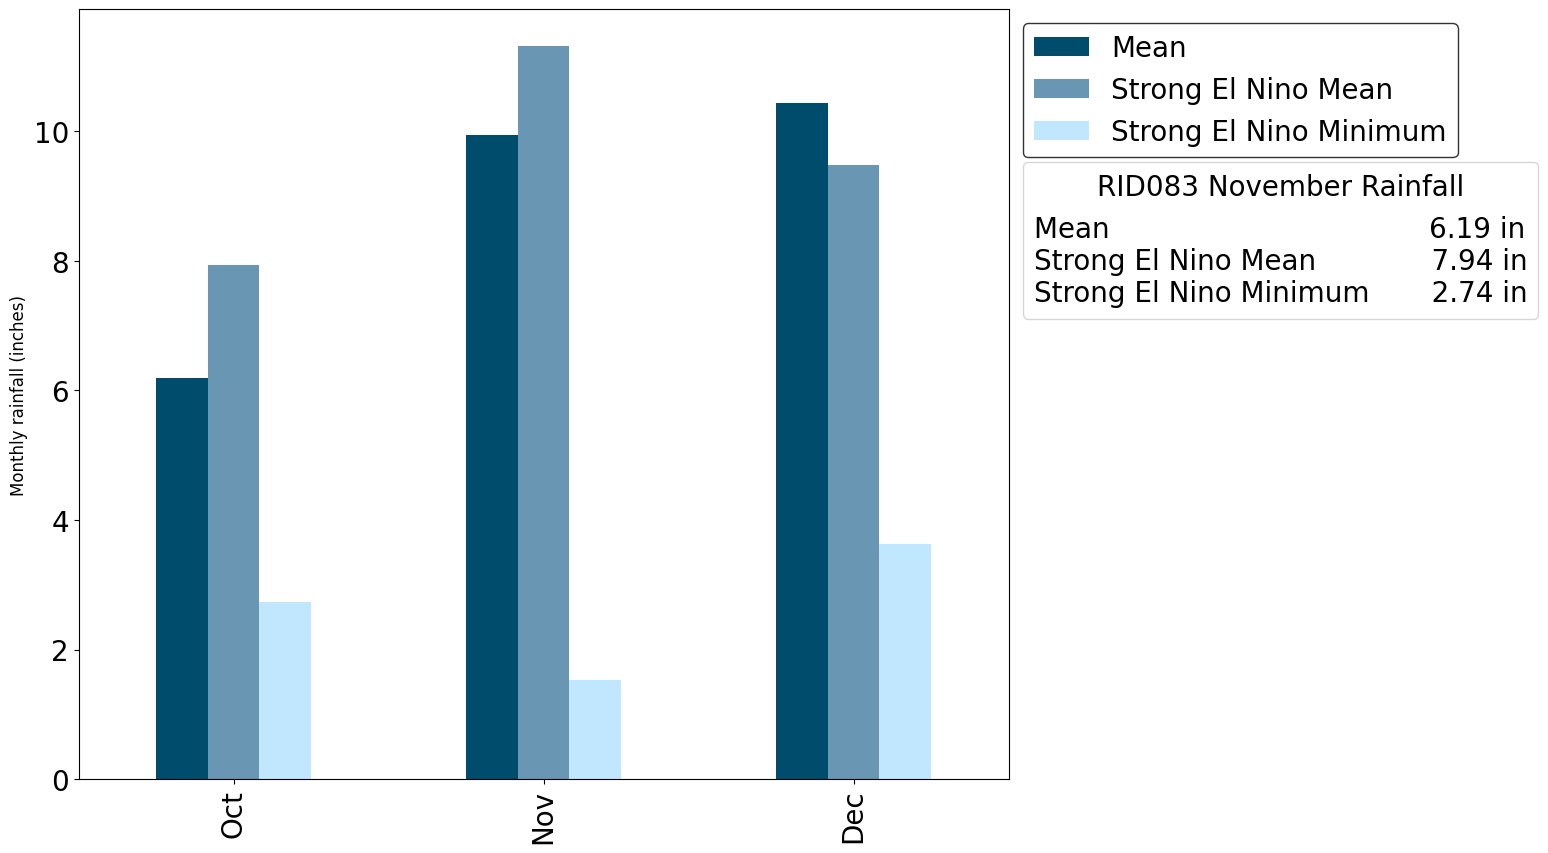 Monthly rainfall (inches)
10
8
6
4
2
0
Oct
Nov
Dec
Mean
Strong El Nino Mean
Strong El Nino Minimum
RID083 November Rainfall
Mean 6.19 in
Strong El Nino Mean 7.94 in
Strong El Nino Minimum 2.74 in